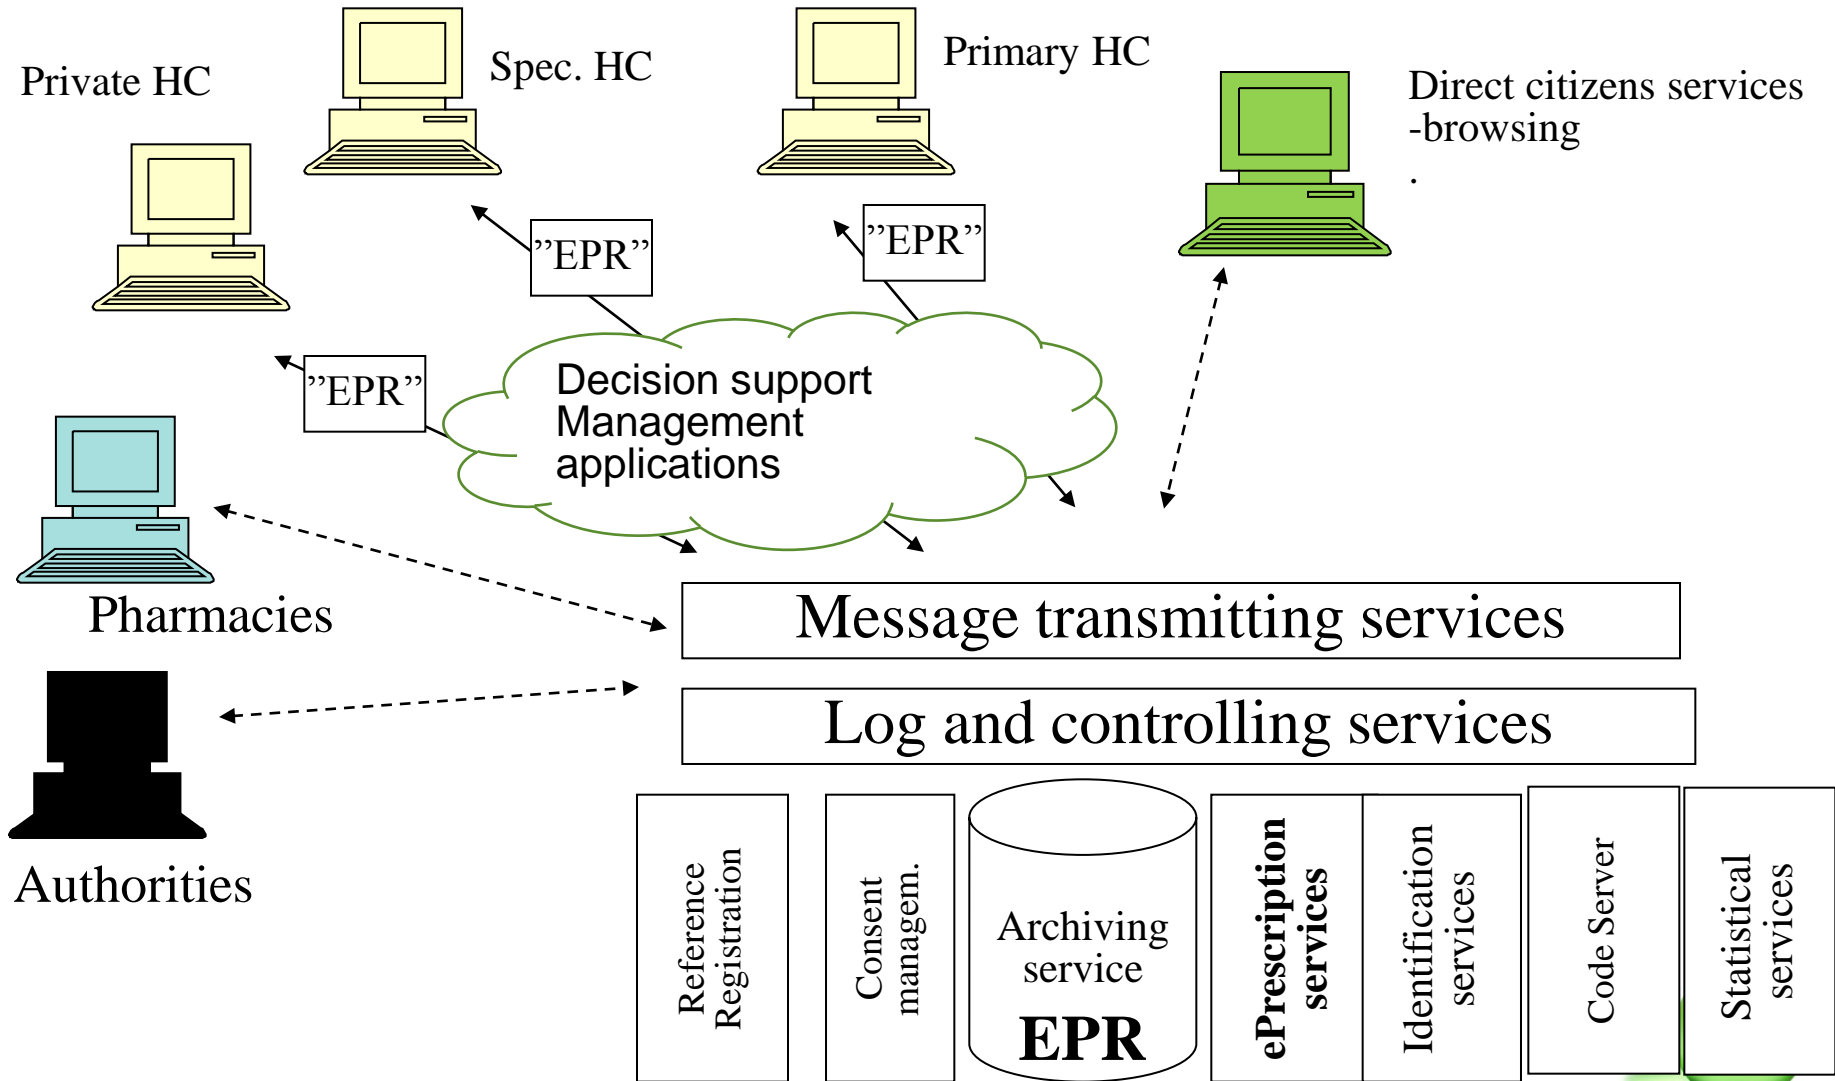 Private HC
Spec. HC
Primary HC
Direct citizens services
-browsing
.
”EPR”
”EPR”
”EPR”
Decision support
Management
applications
Pharmacies
Authorities
Message transmitting services
Log and controlling services
Reference
Registration
Consent
managem.
Archiving
service
EPR
ePrescription
services
Identification
services
Code Server
Statistical
services